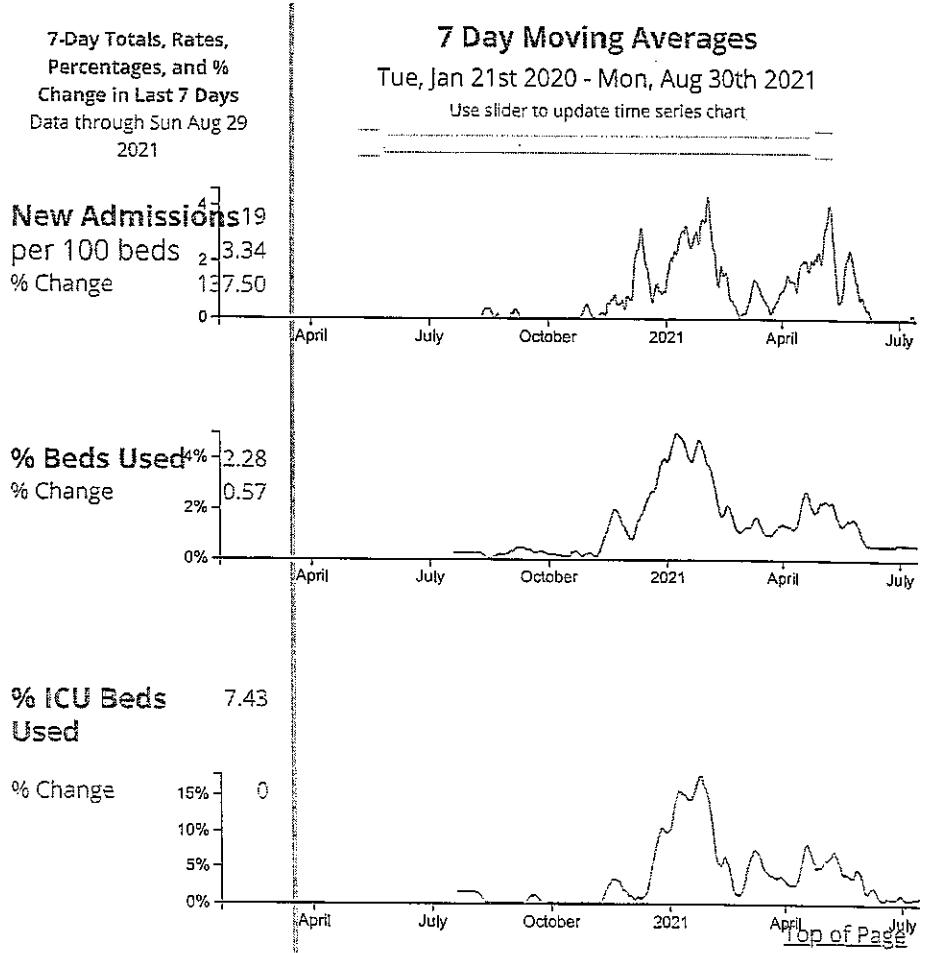 7-Day Totals, Rates,
Percentages, and %
Change in Last 7 Days
Data through Sun Aug 29
2021
7 Day Moving Averages
Tue, Jan 21st 2020 - Mon, Aug 30th 2021
Use slider to update time series chart
New Admissions 19
per 100 beds 3.34
% Change 137.50
4
2
0
April July October 2021 April July
% Beds Used 2.28
% Change 0.57
4%
2%
0%
April July October 2021 April July
% ICU Beds 7.43
Used
% Change 0
15%
10%
5%
0%
April July October 2021 April July
Top of Page